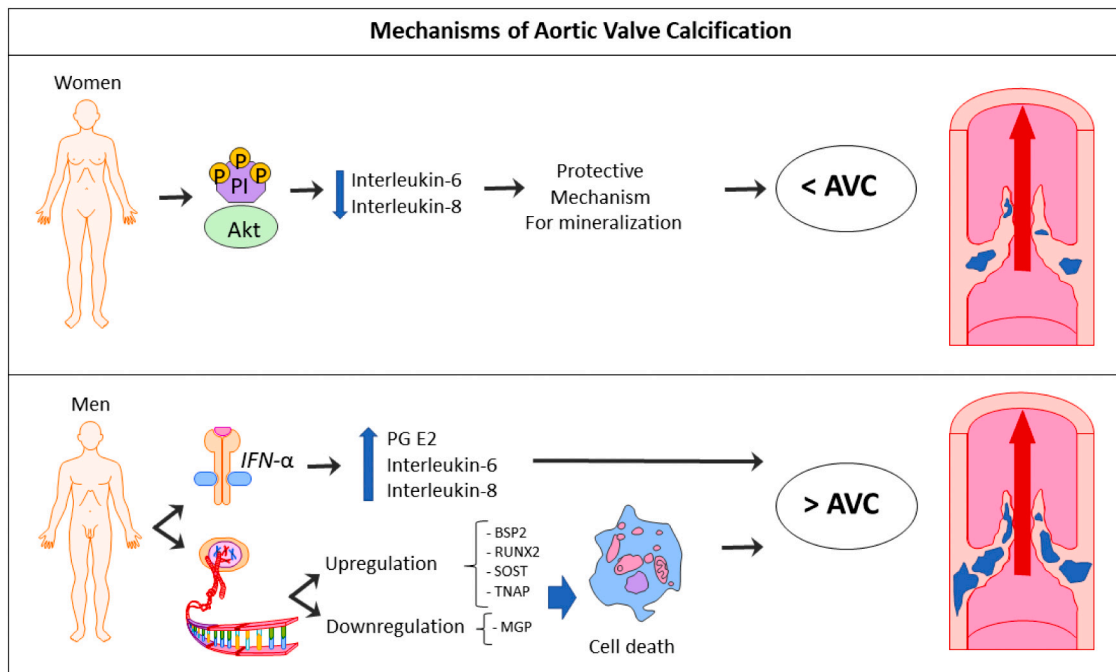 Mechanisms of Aortic Valve Calcification
Women
P
P
P
PI
Akt
Interleukin-6
Interleukin-8
Protective
Mechanism
For mineralization
< AVC
Men
IFN-α
PG E2
Interleukin-6
Interleukin-8
> AVC
Upregulation
- BSP2
- RUNX2
- SOST
- TNAP
Downregulation
- MGP
Cell death